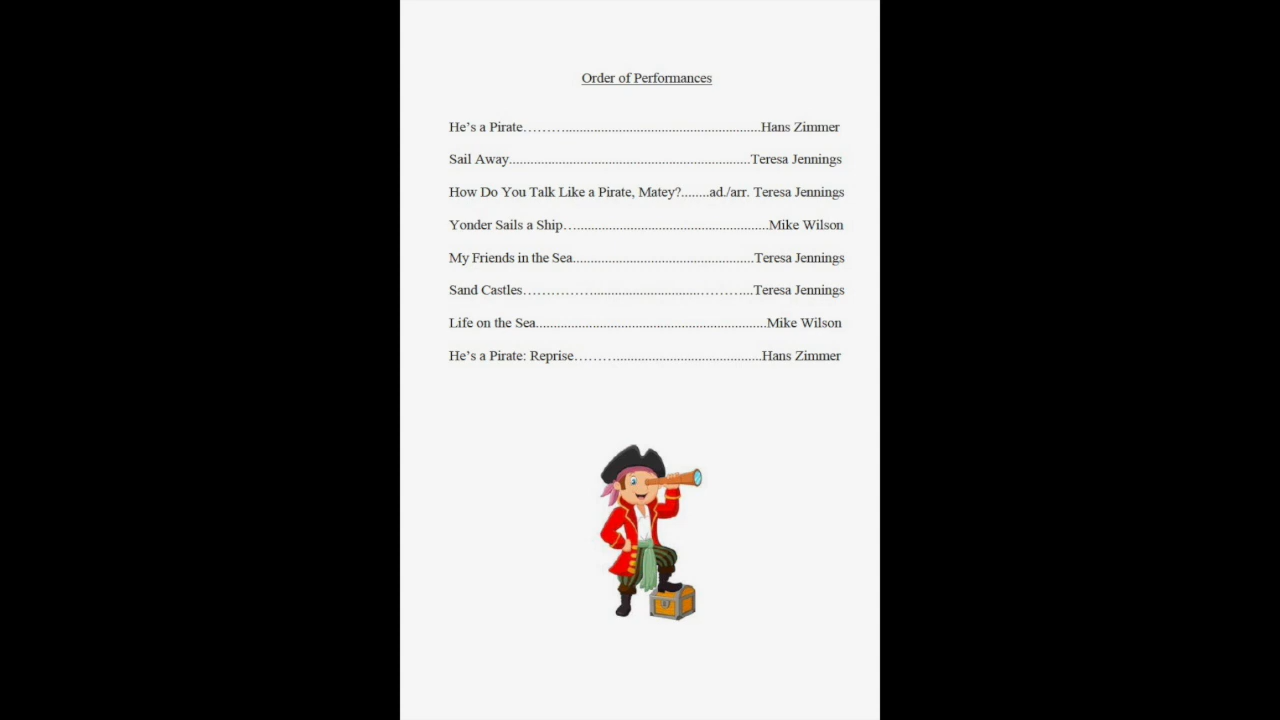 Order of Performances
He's a Pirate………......................................................Hans Zimmer
Sail Away...................................................................Teresa Jennings
How Do You Talk Like a Pirate, Matey?........ad./arr. Teresa Jennings
Yonder Sails a Ship….....................................................Mike Wilson
My Friends in the Sea..................................................Teresa Jennings
Sand Castles……………..............................………...Teresa Jennings
Life on the Sea................................................................Mike Wilson
He's a Pirate: Reprise………........................................Hans Zimmer